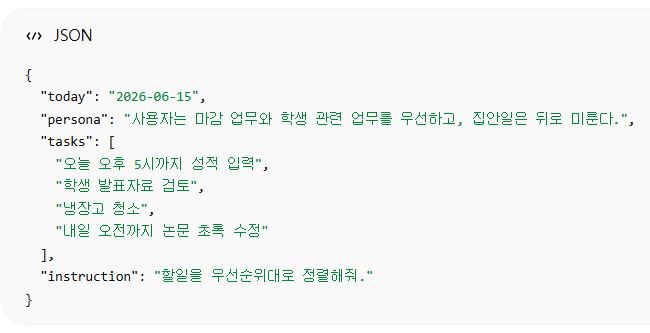 </> JSON
{
  "today": "2026-06-15",
  "persona": "사용자는 마감 업무와 학생 관련 업무를 우선하고, 집안일은 뒤로 미룬다.",
  "tasks": [
    "오늘 오후 5시까지 성적 입력",
    "학생 발표자료 검토",
    "냉장고 청소",
    "내일 오전까지 논문 초록 수정"
  ],
  "instruction": "할일을 우선순위대로 정렬해줘."
}